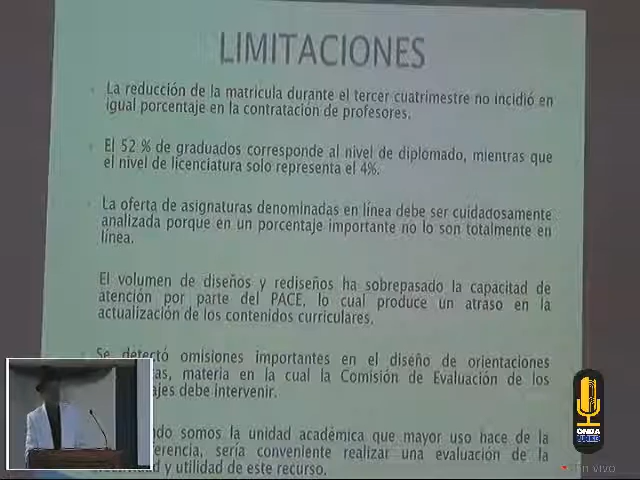 LIMITACIONES
La reducción de la matricula durante el tercer cuatrimestre no incidió en
igual porcentaje en la contratación de profesores.
El 52 % de graduados corresponde al nivel de diplomado, mientras que
el nivel de licenciatura solo representa el 4%.
La oferta de asignaturas denominadas en línea debe ser cuidadosamente
analizada porque en un porcentaje importante no lo son totalmente en
línea.
El volumen de diseños y rediseños ha sobrepasado la capacidad de
atención por parte del PACE, lo cual produce un atraso en la
actualización de los contenidos curriculares.
Se detectó omisiones importantes en el diseño de orientaciones
materia en la cual la Comisión de Evaluación de los
debe intervenir.
somos la unidad académica que mayor uso hace de la
sería conveniente realizar una evaluación de la
y utilidad de este recurso.
ONDA
UNED
en vivo